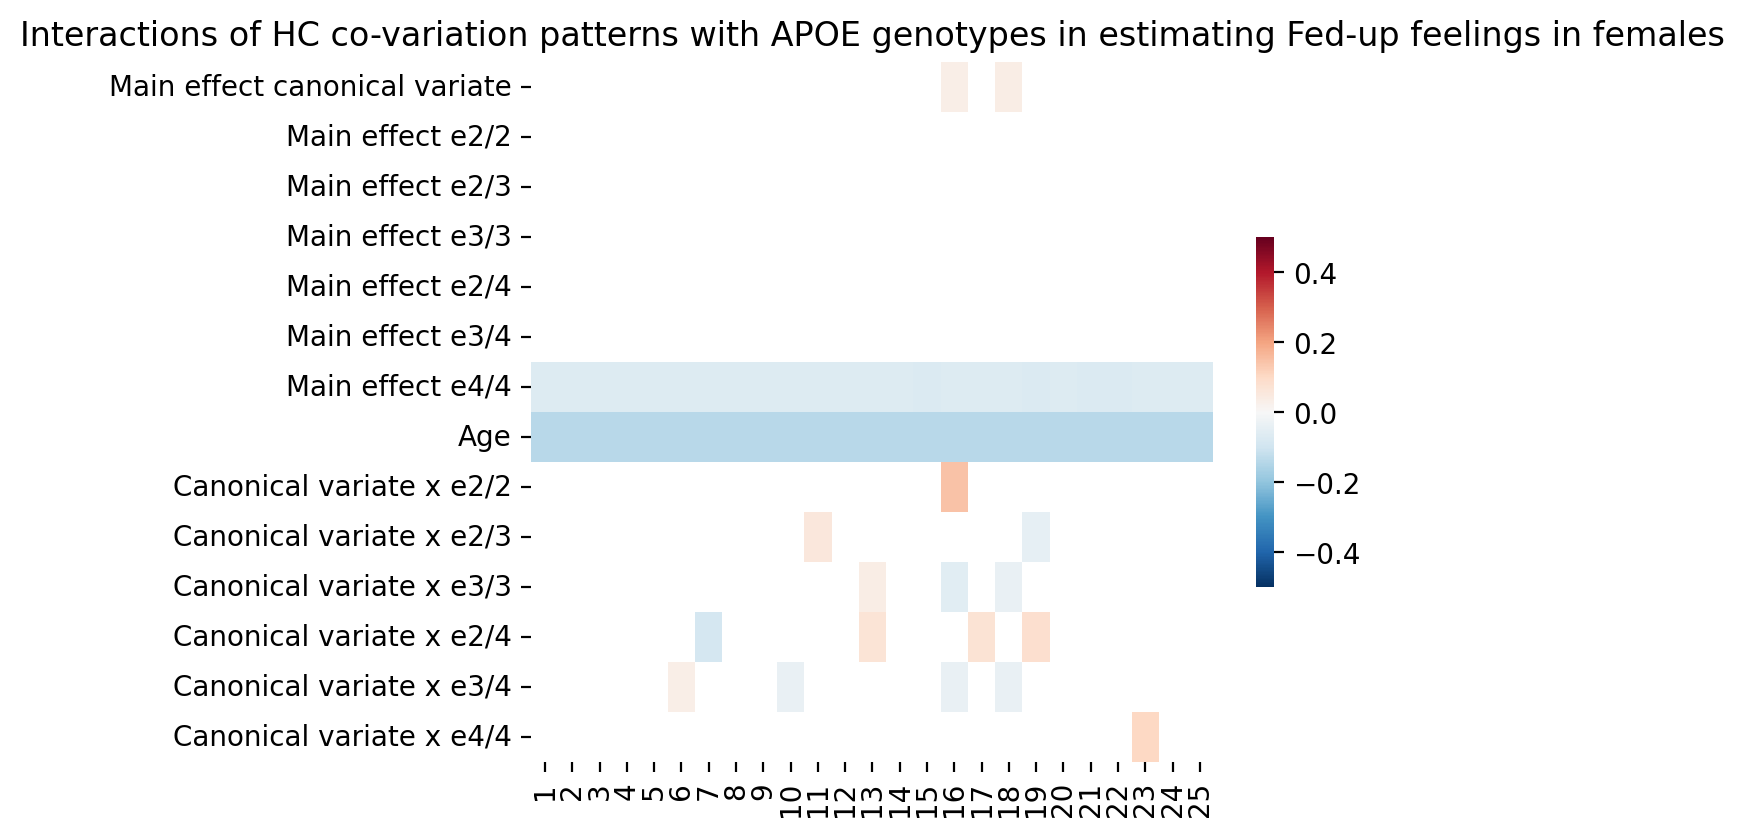 Interactions of HC co-variation patterns with APOE genotypes in estimating Fed-up feelings in females
Main effect canonical variate
Main effect e2/2
Main effect e2/3
Main effect e3/3
Main effect e2/4
Main effect e3/4
Main effect e4/4
Age
Canonical variate x e2/2
Canonical variate x e2/3
Canonical variate x e3/3
Canonical variate x e2/4
Canonical variate x e3/4
Canonical variate x e4/4
1 2 3 4 5 6 7 8 9 10 11 12 13 14 15 16 17 18 19 20 21 22 23 24 25
0.4
0.2
0.0
−0.2
−0.4